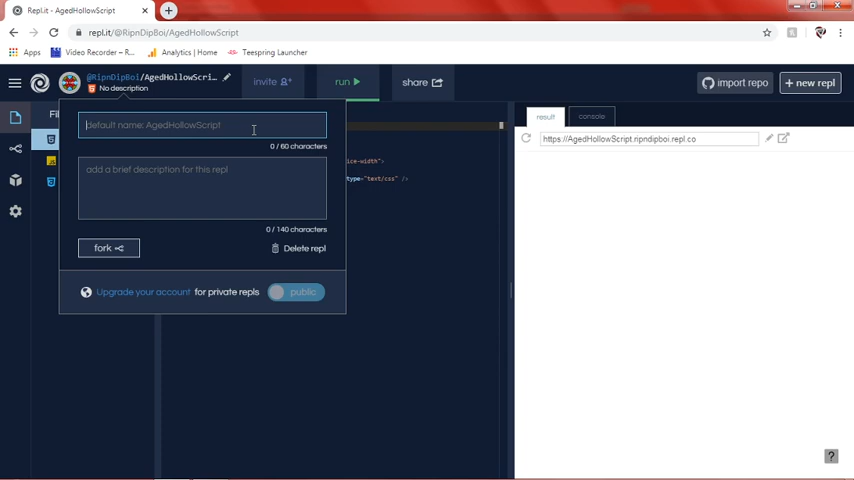 Repl.it - AgedHollowScript
repl.it/@RipnDipBoi/AgedHollowScript
Apps Video Recorder – R... Analytics | Home Teespring Launcher
@RipnDipBoi/AgedHollowScri...
No description
invite
run
share
import repo
+ new repl
Fi
default name: AgedHollowScript
0 / 60 characters
add a brief description for this repl
0 / 140 characters
fork
Delete repl
Upgrade your account for private repls
public
ice-width">
type="text/css" />
result
console
https://AgedHollowScript.ripndipboi.repl.co
JS
?